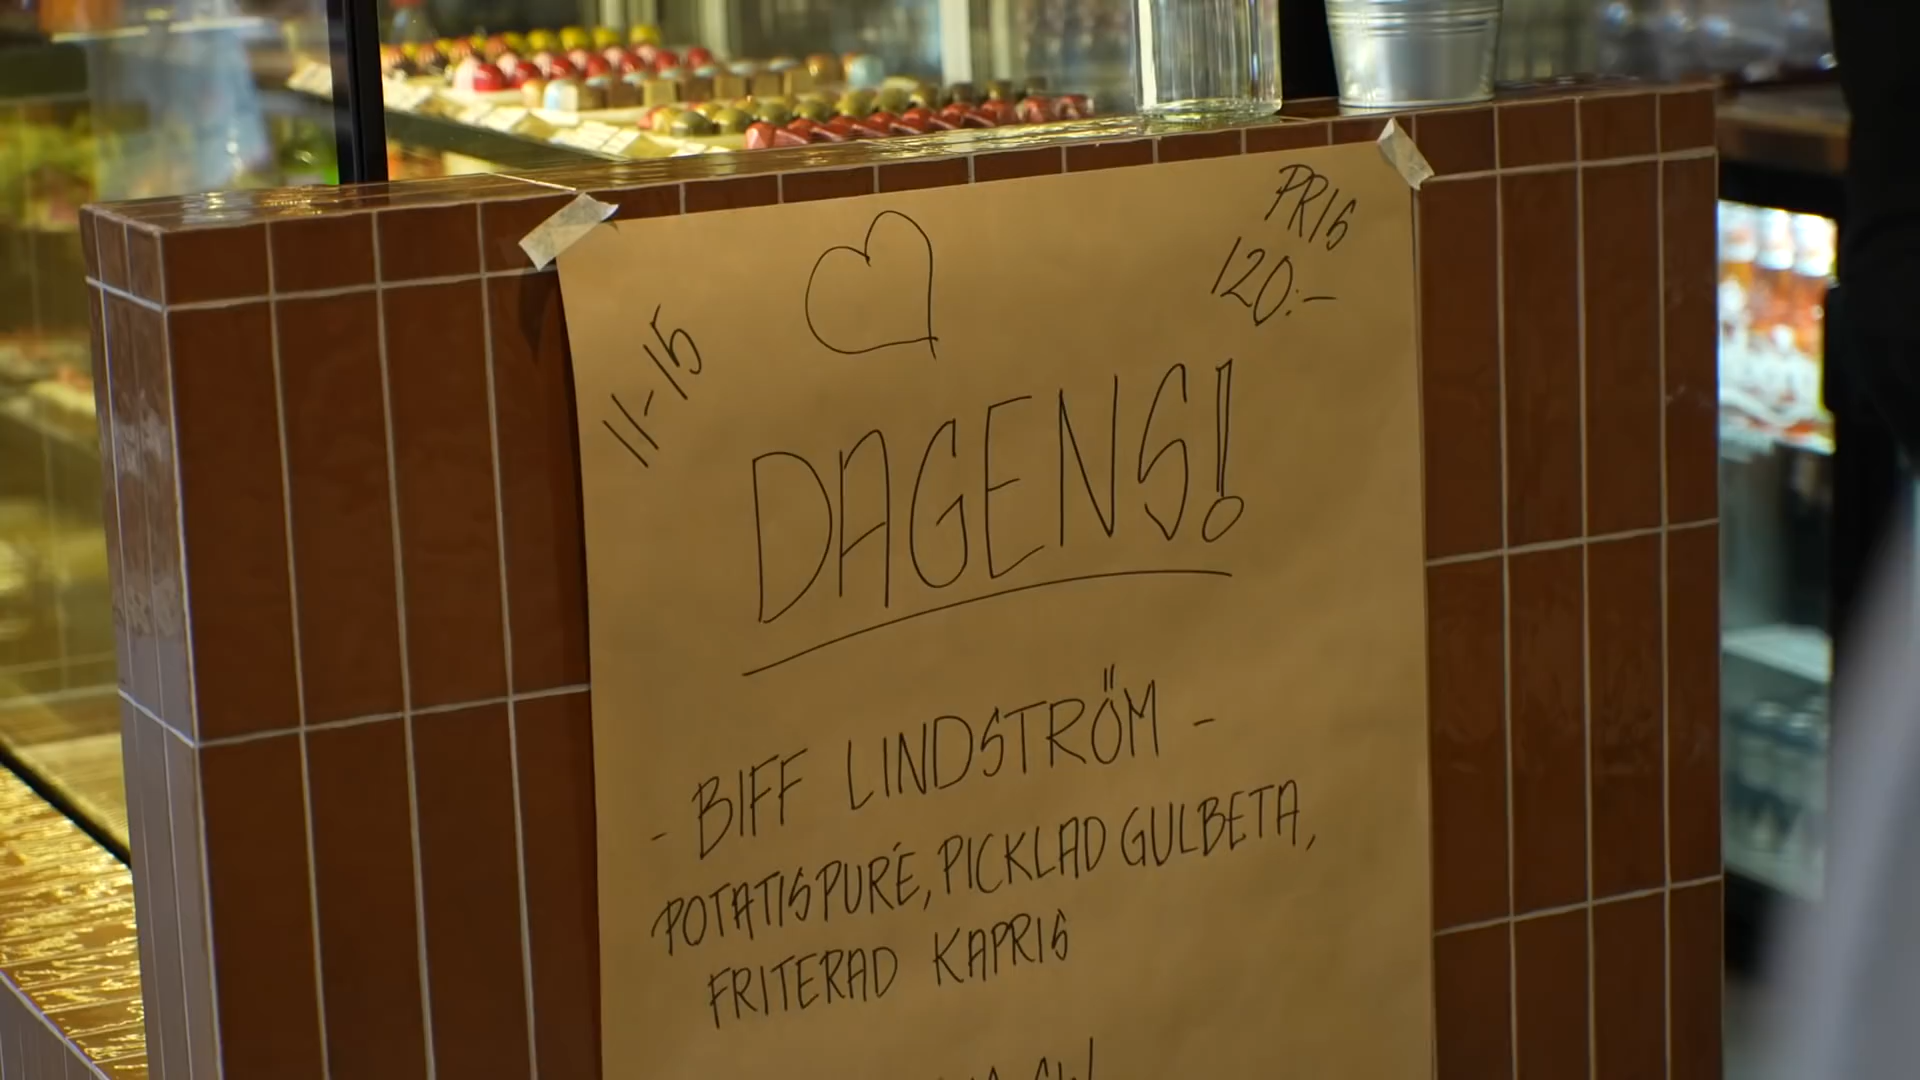 PRIS
120:-
11-15
DAGENS!
- BIFF LINDSTRÖM -
POTATISPURÉ, PICKLAD GULBETA,
FRITERAD KAPRIS